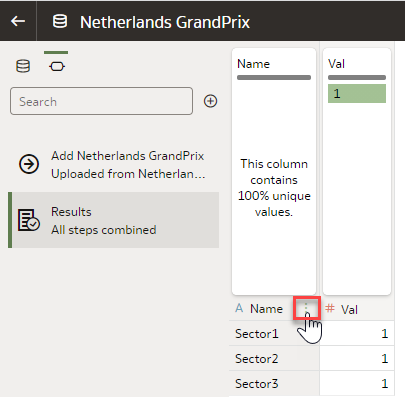 Netherlands GrandPrix
Search
Add Netherlands GrandPrix
Uploaded from Netherlan...
Results
All steps combined
Name
This column
contains
100% unique
values.
Val
1
A Name
# Val
Sector1 1
Sector2 1
Sector3 1